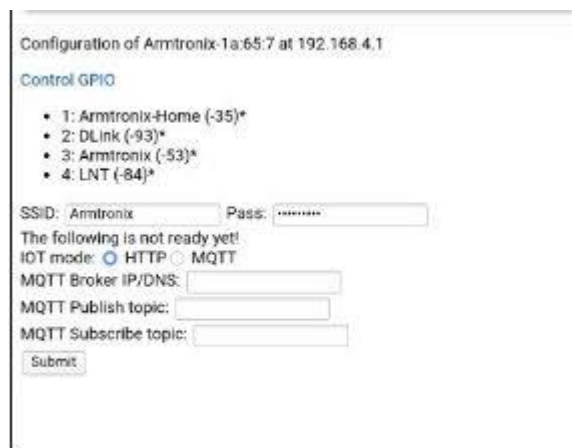 Configuration of Armtronix-1a:65:7 at 192.168.4.1
Control GPIO
1: Armtronix-Home (-35)*
2: DLink (-93)*
3: Armtronix (-53)*
4: LNT (-84)*
SSID: Armtronix Pass: ·········
The following is not ready yet!
IOT mode: HTTP MQTT
MQTT Broker IP/DNS:
MQTT Publish topic:
MQTT Subscribe topic:
Submit